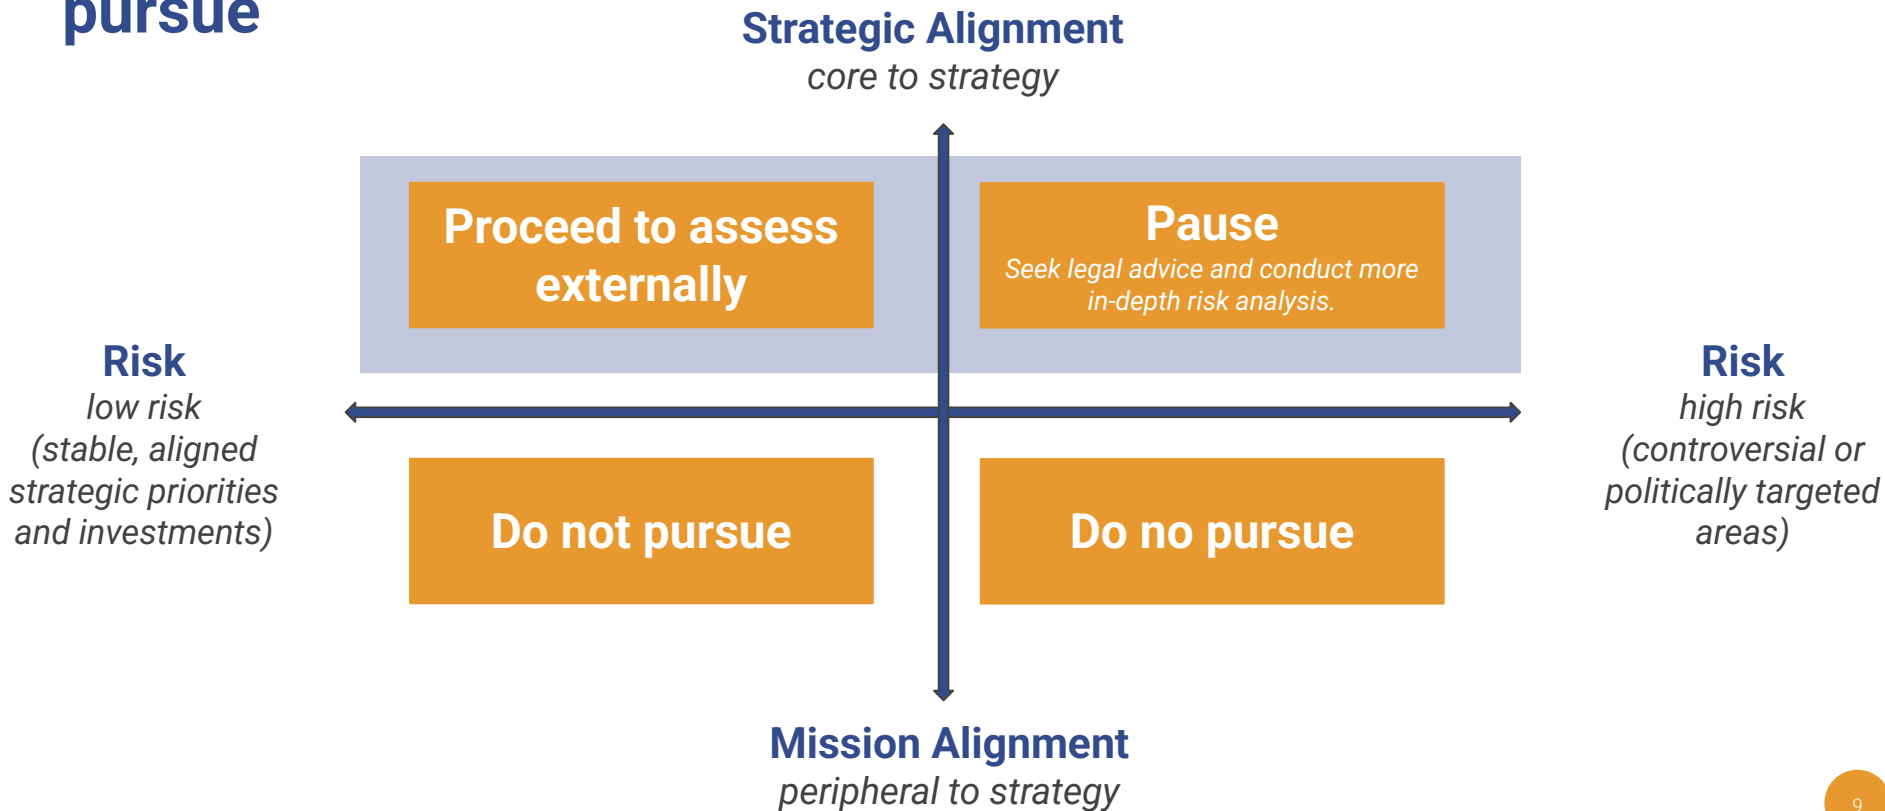 pursue
Strategic Alignment
core to strategy
Proceed to assess
externally
Pause
Seek legal advice and conduct more
in-depth risk analysis.
Risk
low risk
(stable, aligned
strategic priorities
and investments)
Risk
high risk
(controversial or
politically targeted
areas)
Do not pursue
Do no pursue
Mission Alignment
peripheral to strategy
9